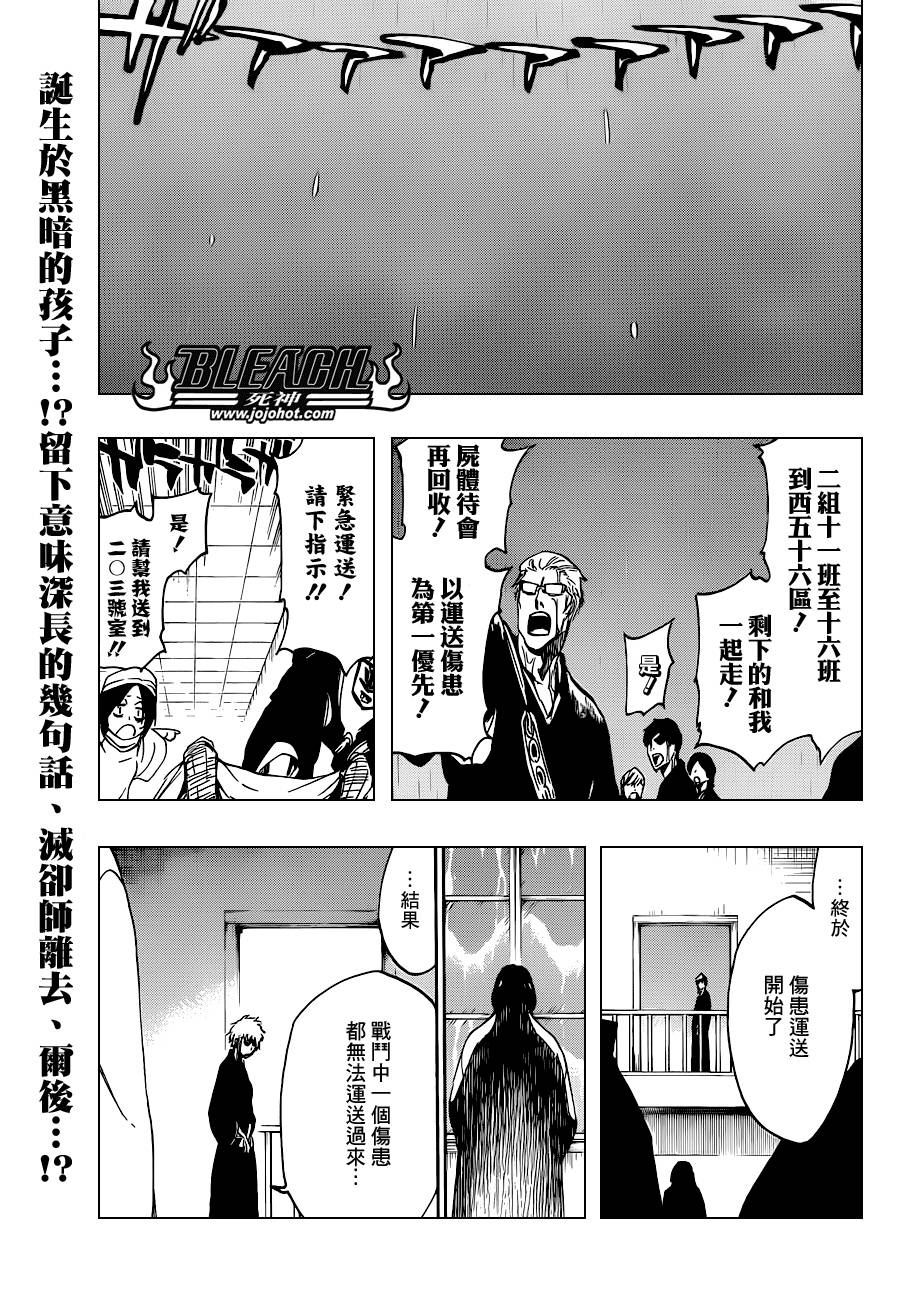 誕生於黑暗的孩子…!?留下意味深長的幾句話、滅卻師離去、爾後…!?
BLEACH
死神
www.jojohot.com
二組十一班至十六班
到西五十六區！
剩下的和我
一起走！
是！
屍體待會
再回收！
以運送傷患
為第一優先！
緊急運送！
請下指示!!
是！
請幫我送到
二〇三號室!!
…終於
傷患運送
開始了
…結果
戰鬥中一個傷患
都無法運送過來…